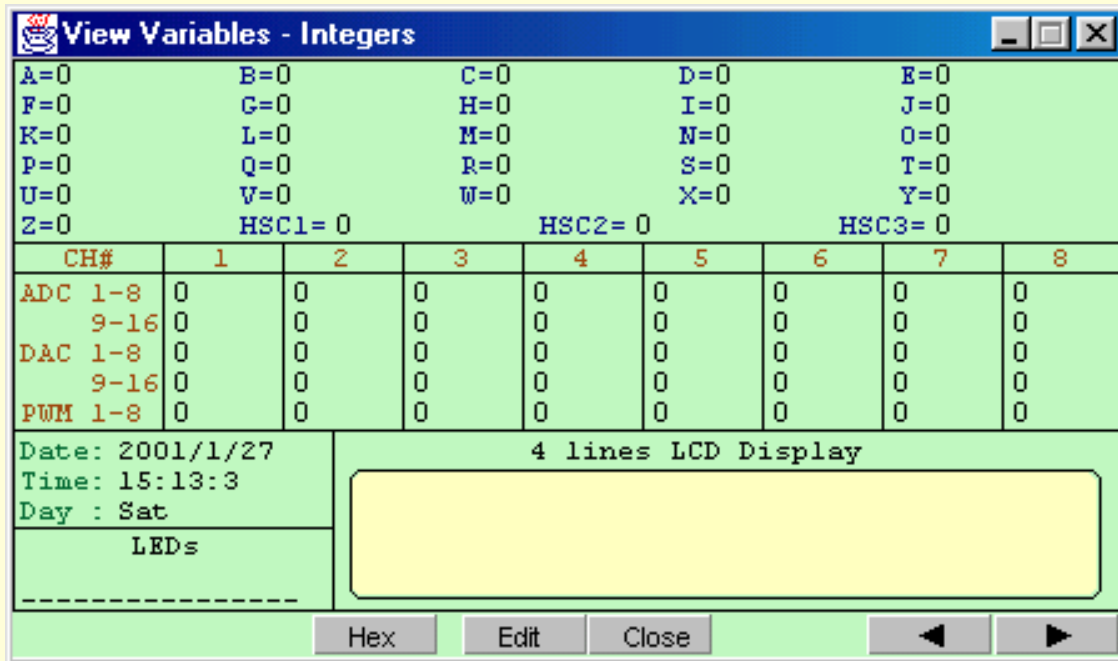 View Variables - Integers
A=0 B=0 C=0 D=0 E=0
F=0 G=0 H=0 I=0 J=0
K=0 L=0 M=0 N=0 O=0
P=0 Q=0 R=0 S=0 T=0
U=0 V=0 W=0 X=0 Y=0
Z=0 HSC1= 0 HSC2= 0 HSC3= 0
CH# 1 2 3 4 5 6 7 8
ADC 1-8 0 0 0 0 0 0 0 0
9-16 0 0 0 0 0 0 0 0
DAC 1-8 0 0 0 0 0 0 0 0
9-16 0 0 0 0 0 0 0 0
PWM 1-8 0 0 0 0 0 0 0 0
Date: 2001/1/27
Time: 15:13:3
Day : Sat
LEDs
----------------
4 lines LCD Display
Hex Edit Close